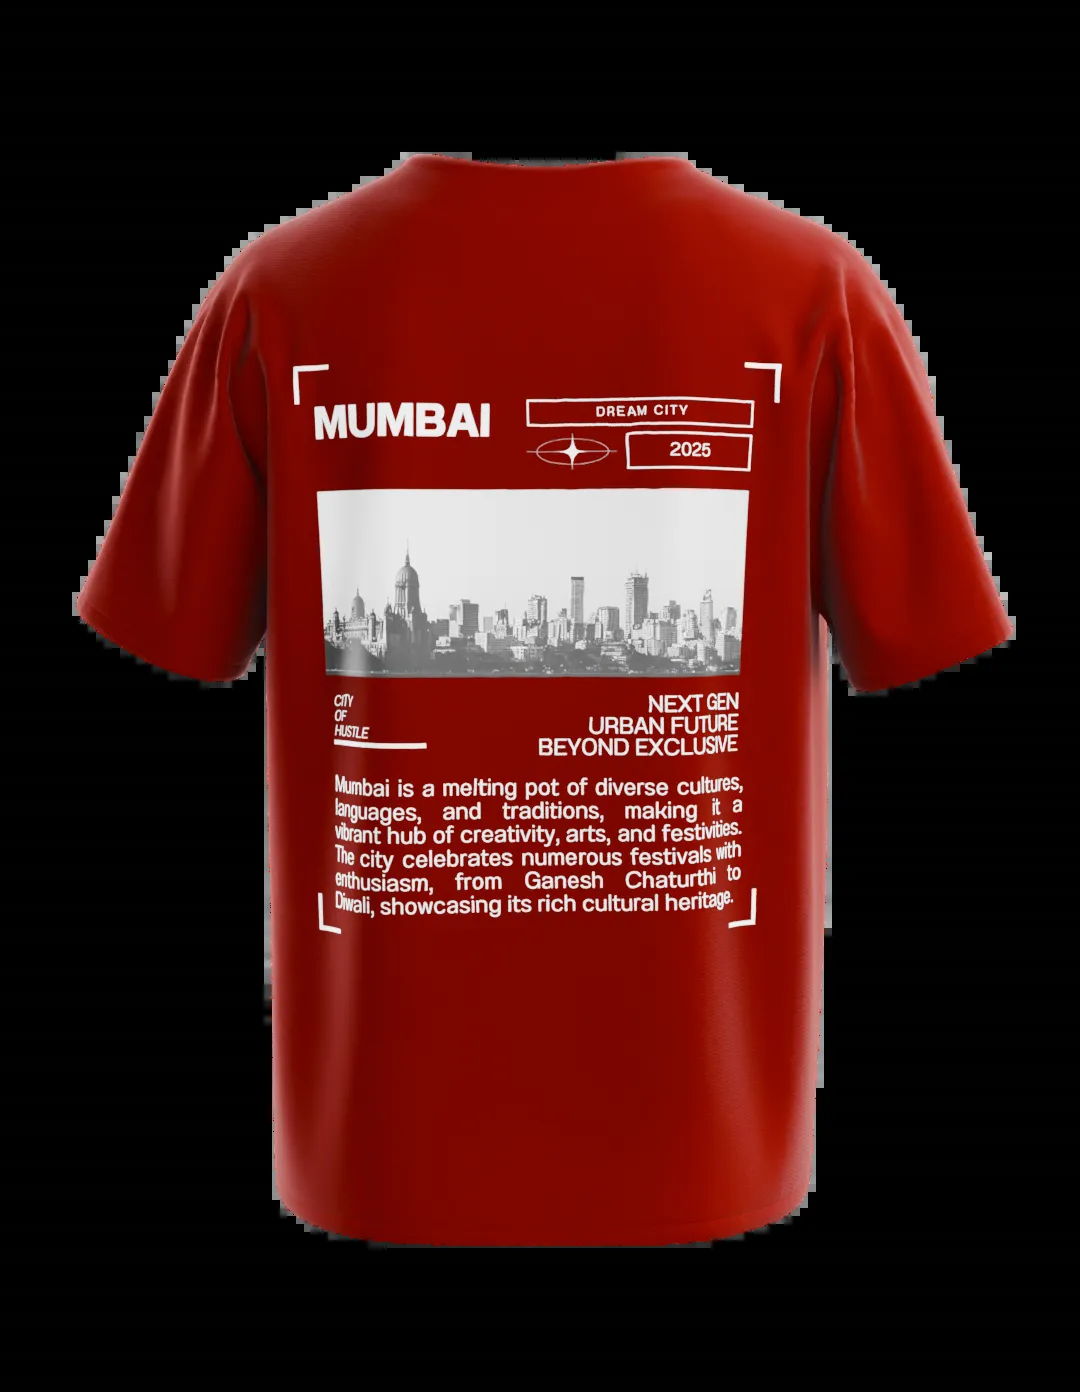 MUMBAI
DREAM CITY
2025
CITY
OF
HUSTLE
NEXT GEN
URBAN FUTURE
BEYOND EXCLUSIVE
Mumbai is a melting pot of diverse cultures,
languages, and traditions, making it a
vibrant hub of creativity, arts, and festivities.
The city celebrates numerous festivals with
enthusiasm, from Ganesh Chaturthi to
Diwali, showcasing its rich cultural heritage.